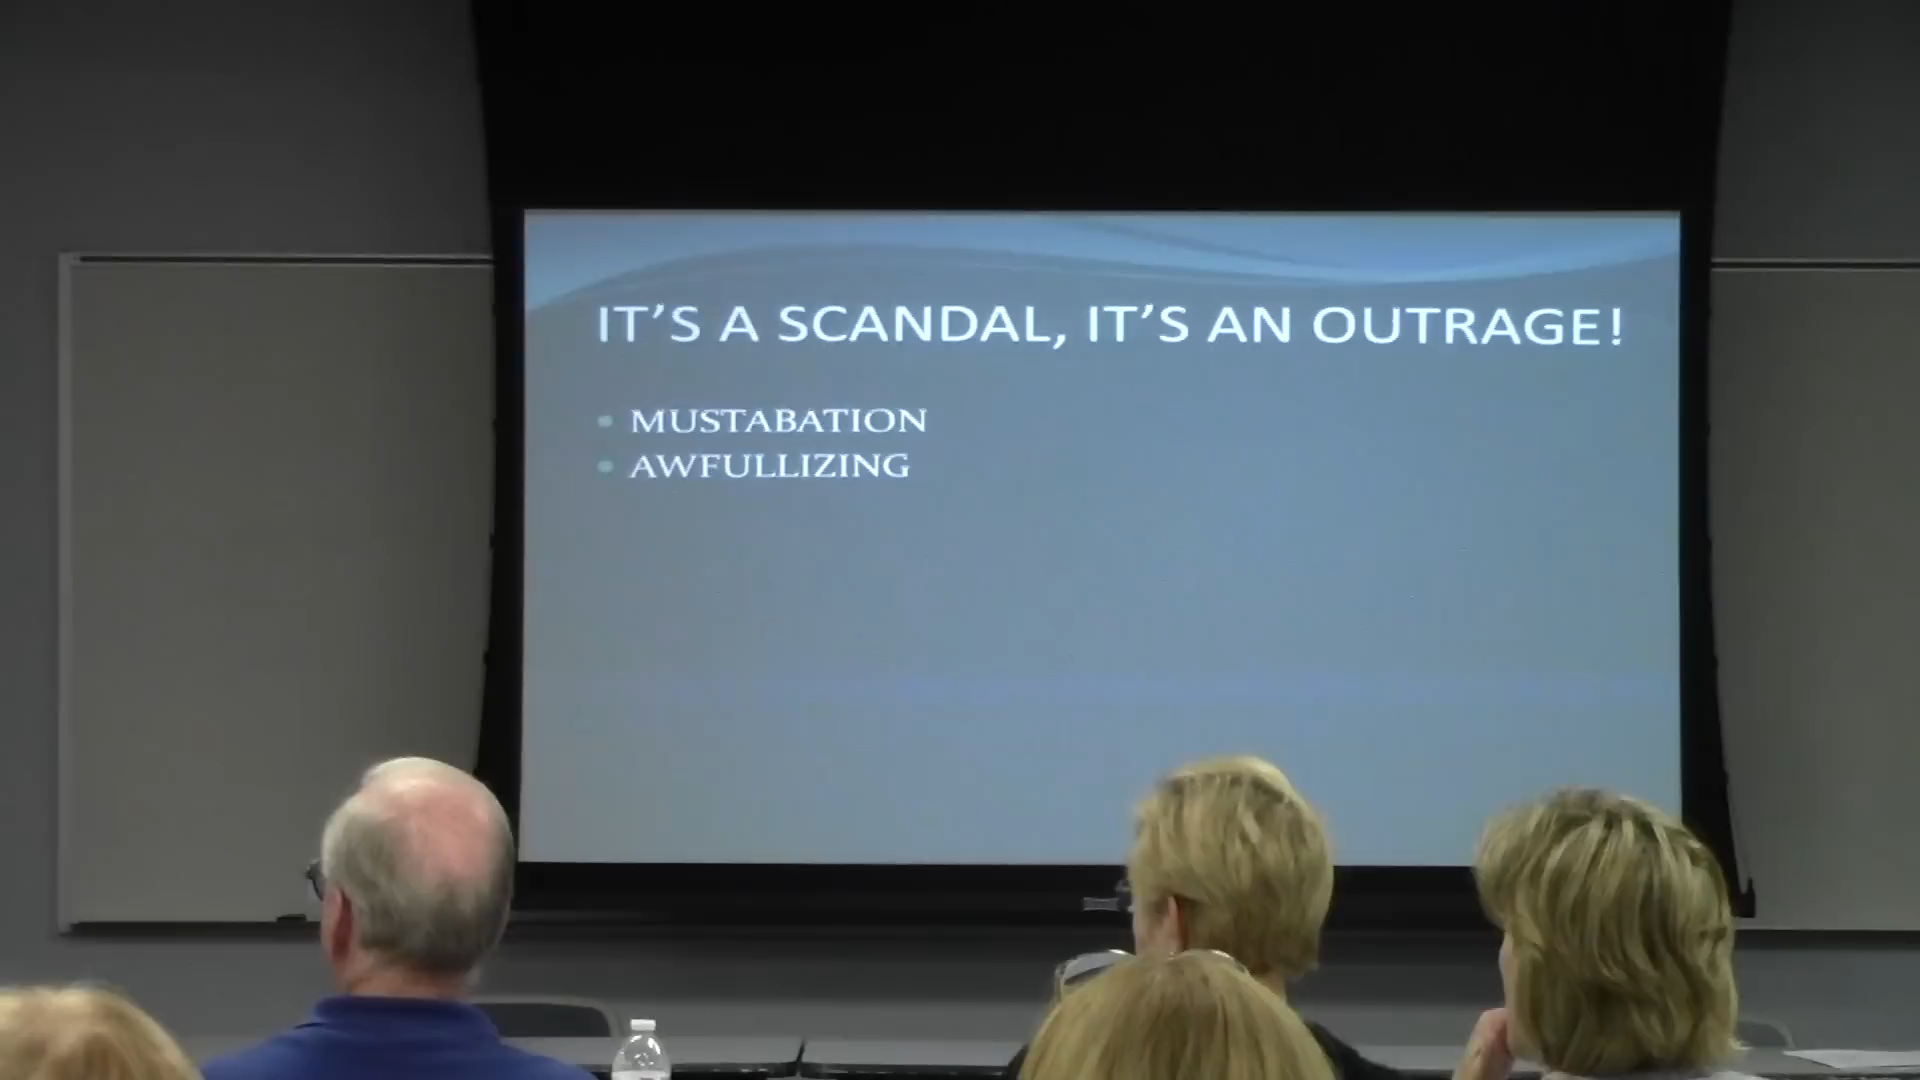 IT’S A SCANDAL, IT’S AN OUTRAGE!
MUSTABATION
AWFULLIZING